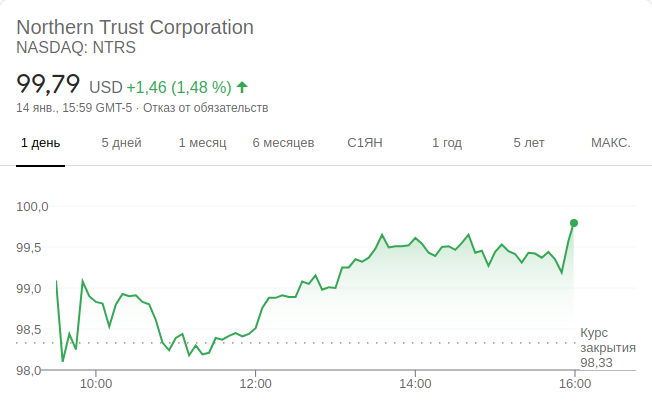 Northern Trust Corporation
NASDAQ: NTRS
99,79 USD +1,46 (1,48 %)
14 янв., 15:59 GMT-5 · Отказ от обязательств
1 день 5 дней 1 месяц 6 месяцев С1ЯН 1 год 5 лет МАКС.
100,0
99,5
99,0
98,5
Курс
закрытия
98,33
98,0
10:00 12:00 14:00 16:00